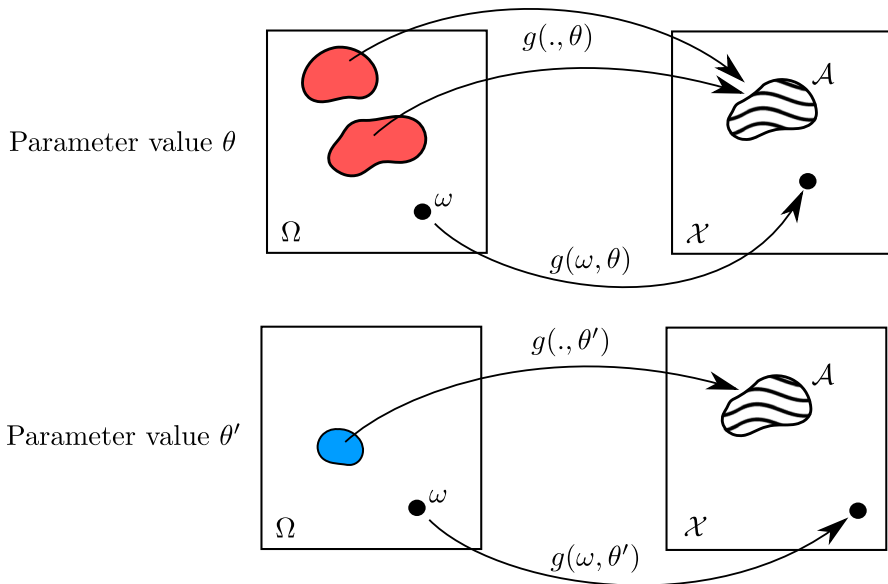 g(., θ)
𝒜
Parameter value θ
ω
Ω
𝒳
g(ω, θ)
g(., θ′)
𝒜
Parameter value θ′
ω
Ω
𝒳
g(ω, θ′)